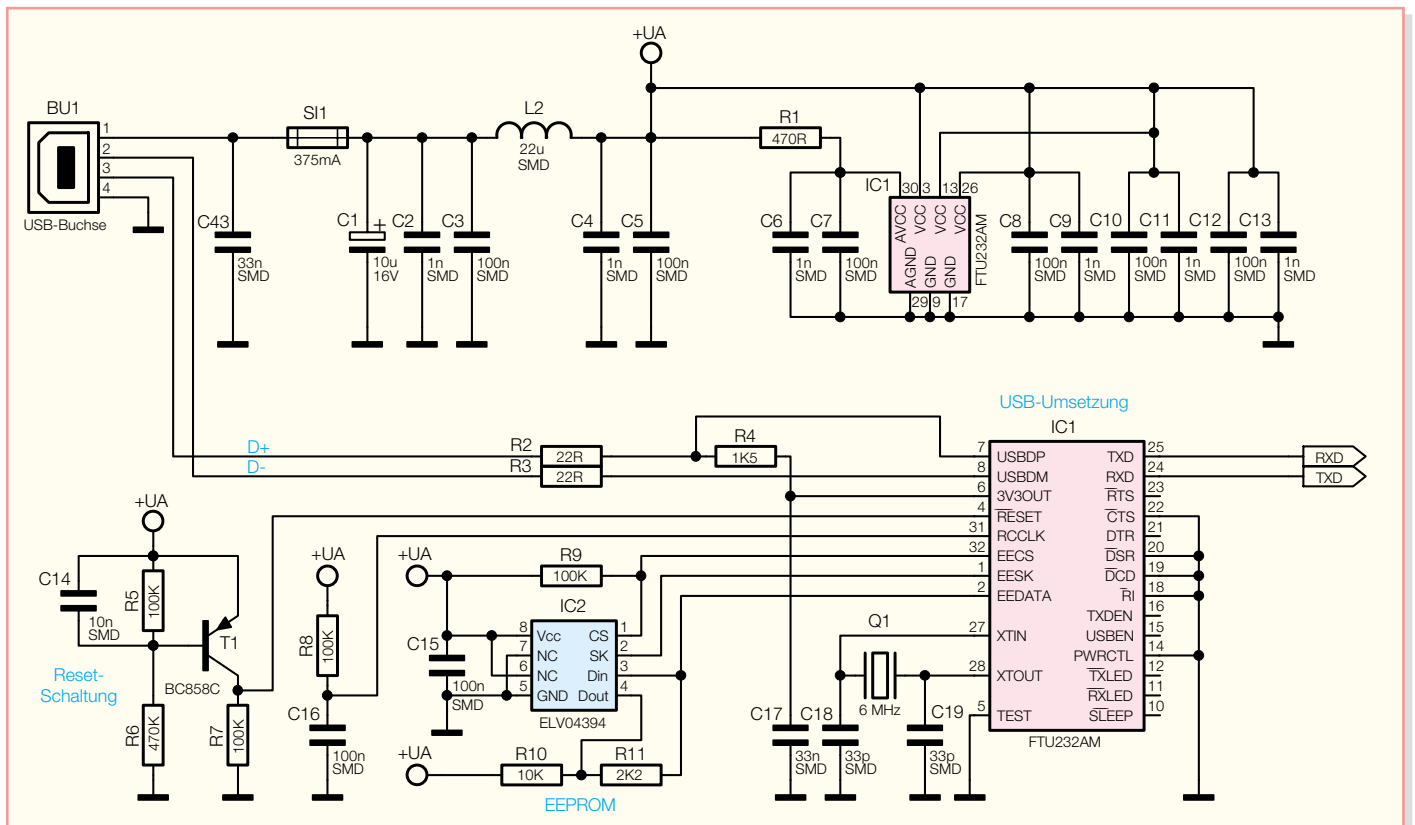 +UA
BU1
1
2
3
4
USB-Buchse
SI1
375mA
L2
22u
SMD
R1
470R
C43
33n
SMD
C1
+
10u
16V
C2
1n
SMD
C3
100n
SMD
C4
1n
SMD
C5
100n
SMD
C6
1n
SMD
C7
100n
SMD
IC1
30 3 13 26
AVCC
VCC
VCC
VCC
AGND
GND
GND
29 9 17
FTU232AM
C8
100n
SMD
C9
1n
SMD
C10
100n
SMD
C11
1n
SMD
C12
100n
SMD
C13
1n
SMD
D+
D-
R2
22R
R3
22R
R4
1K5
USB-Umsetzung
IC1
7 USBDP
8 USBDM
6 3V3OUT
4 RESET
31 RCCLK
32 EECS
1 EESK
2 EEDATA
27 XTIN
28 XTOUT
5 TEST
TXD 25
RXD 24
RTS 23
CTS 22
DTR 21
DSR 20
DCD 19
RI 18
TXDEN 16
USBEN 15
PWRCTL 14
TXLED 12
RXLED 11
SLEEP 10
FTU232AM
RXD
TXD
+UA
C14
10n
SMD
R5
100K
T1
BC858C
Reset-
Schaltung
R6
470K
R7
100K
+UA
R8
100K
C16
100n
SMD
+UA
R9
100K
C15
100n
SMD
IC2
8 Vcc CS 1
7 NC SK 2
6 NC Din 3
5 GND Dout 4
ELV04394
+UA
R10
10K
R11
2K2
EEPROM
Q1
6 MHz
C17
33n
SMD
C18
33p
SMD
C19
33p
SMD